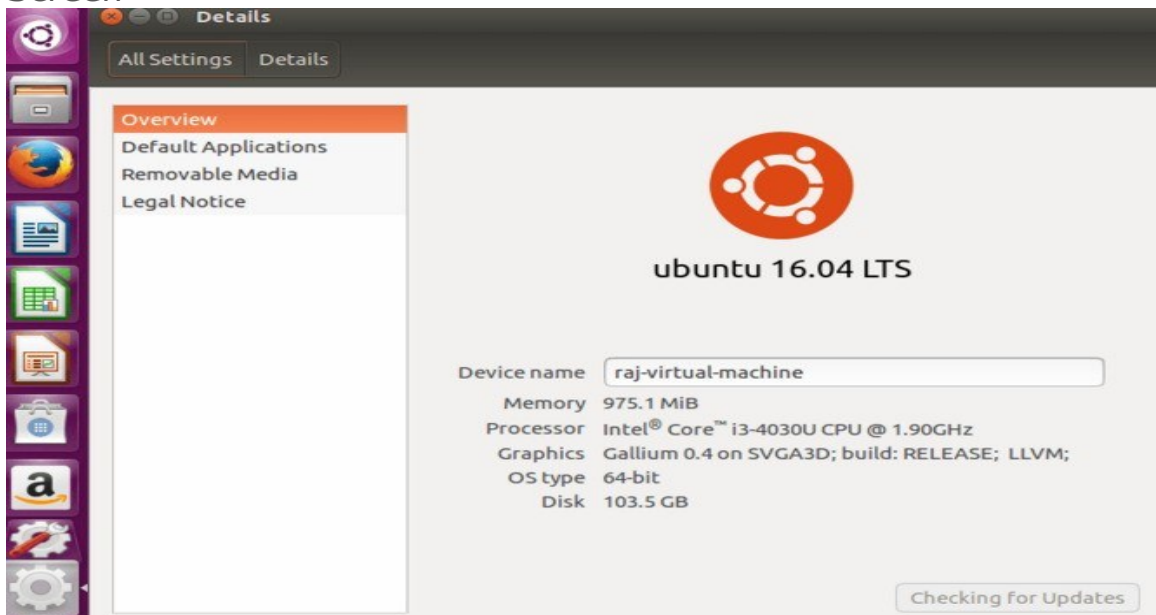 Screen
Details
All Settings Details
Overview
Default Applications
Removable Media
Legal Notice
ubuntu 16.04 LTS
Device name raj-virtual-machine
Memory 975.1 MiB
Processor Intel® Core™ i3-4030U CPU @ 1.90GHz
Graphics Gallium 0.4 on SVGA3D; build: RELEASE; LLVM;
OS type 64-bit
Disk 103.5 GB
Checking for Updates
a